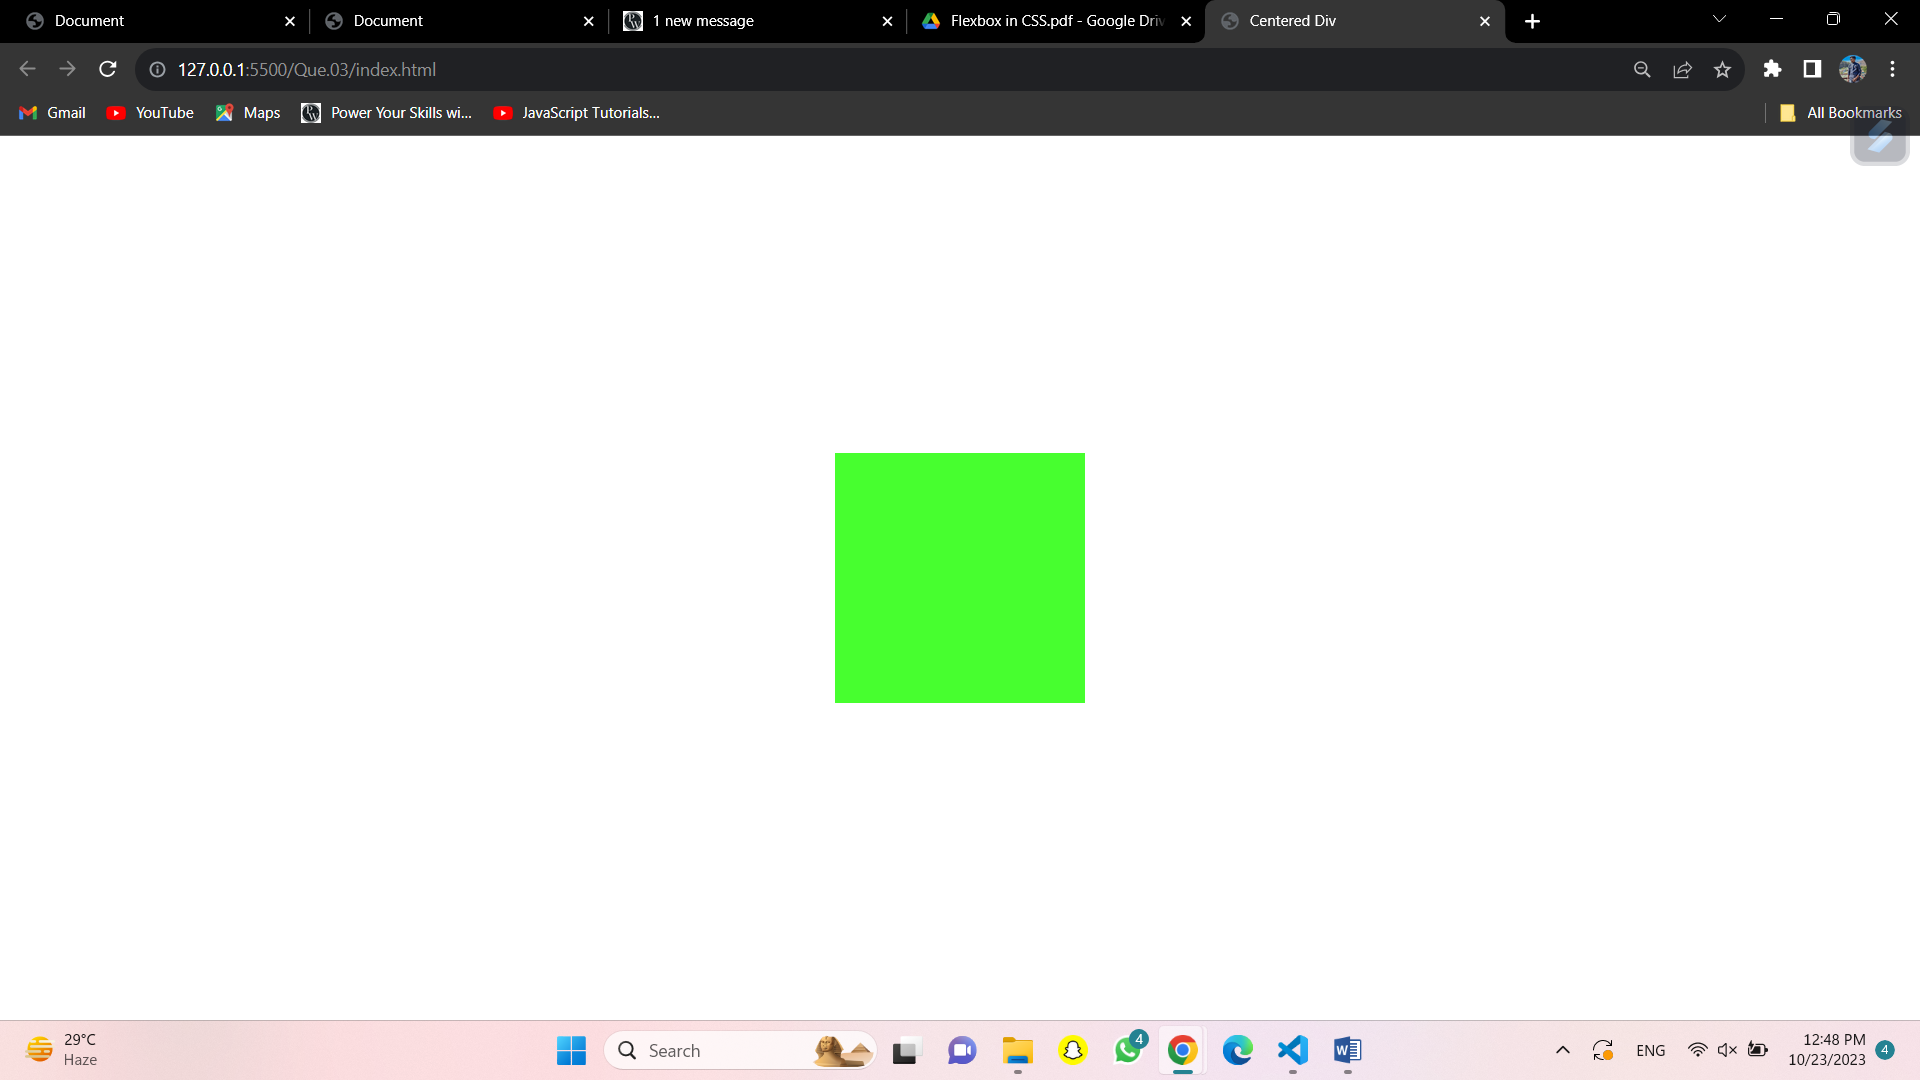 Document
Document
1 new message
Flexbox in CSS.pdf - Google Driv
Centered Div
127.0.0.1:5500/Que.03/index.html
Gmail
YouTube
Maps
Power Your Skills wi...
JavaScript Tutorials...
All Bookmarks
29°C
Haze
Search
4
ENG
12:48 PM
10/23/2023
4